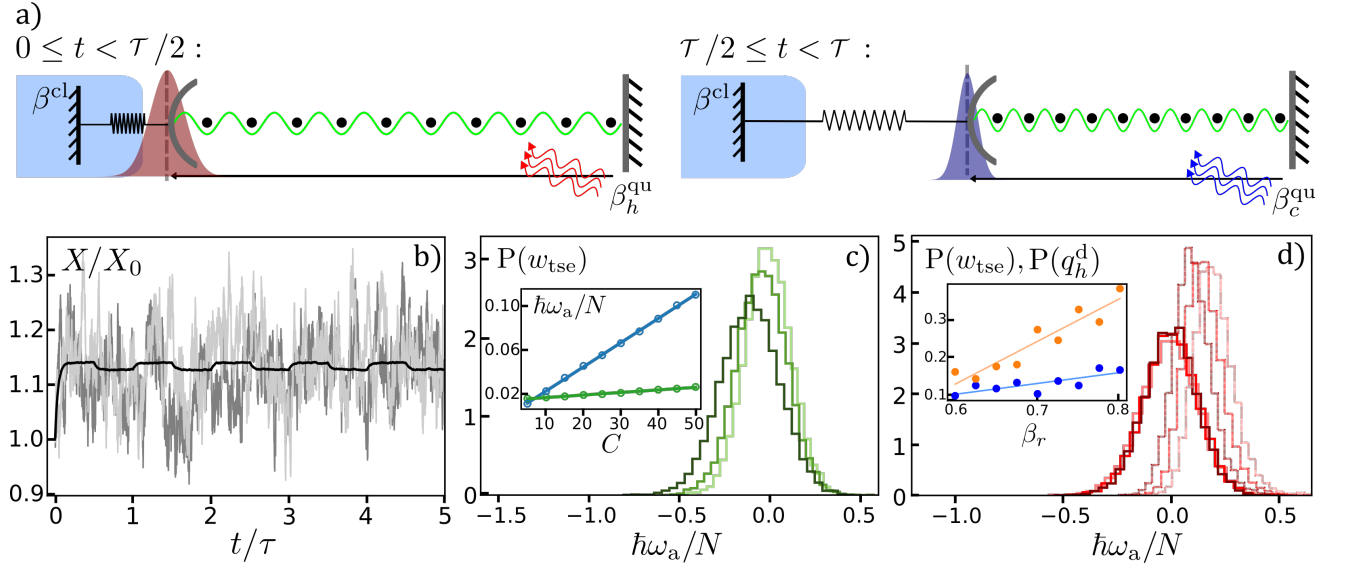 a)
0 ≤ t < 𝒯/2 :
𝒯/2 ≤ t < 𝒯 :
β^cl
β_h^qu
β^cl
β_c^qu
X/X_0
b)
1.3
1.2
1.1
1.0
0.9
0 1 2 3 4 5
t/τ
P(w_tse)
c)
3
2
1
0
−1.5 −1.0 −0.5 0.0 0.5
ħω_a/N
ħω_a/N
0.10
0.06
0.02
10 20 30 40 50
C
P(w_tse), P(q_h^d)
d)
5
4
3
2
1
0
−1.0 −0.5 0.0 0.5
ħω_a/N
0.3
0.2
0.1
0.6 0.7 0.8
β_r